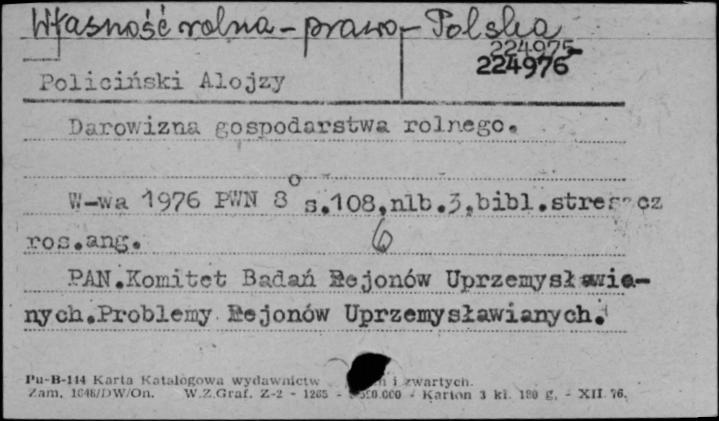 Własność rolna – prawo – Polska
224975-
224976
Policiński Alojzy
Darowizna gospodarstwa rolnego.
W-wa 1976 PWN 8° s.108,nlb.3,bibl.streszcz
ros.ang.
6
PAN.Komitet Badań Rejonów Uprzemysławia-
nych.Problemy Rejonów Uprzemysławianych.
Pu-B-114 Karta Katalogowa wydawnictw i zwartych.
Zam. 1648/DW/On. W.Z.Graf. Z-2 - 1265 - Karton 3 kl. 180 g. - XII. 76.